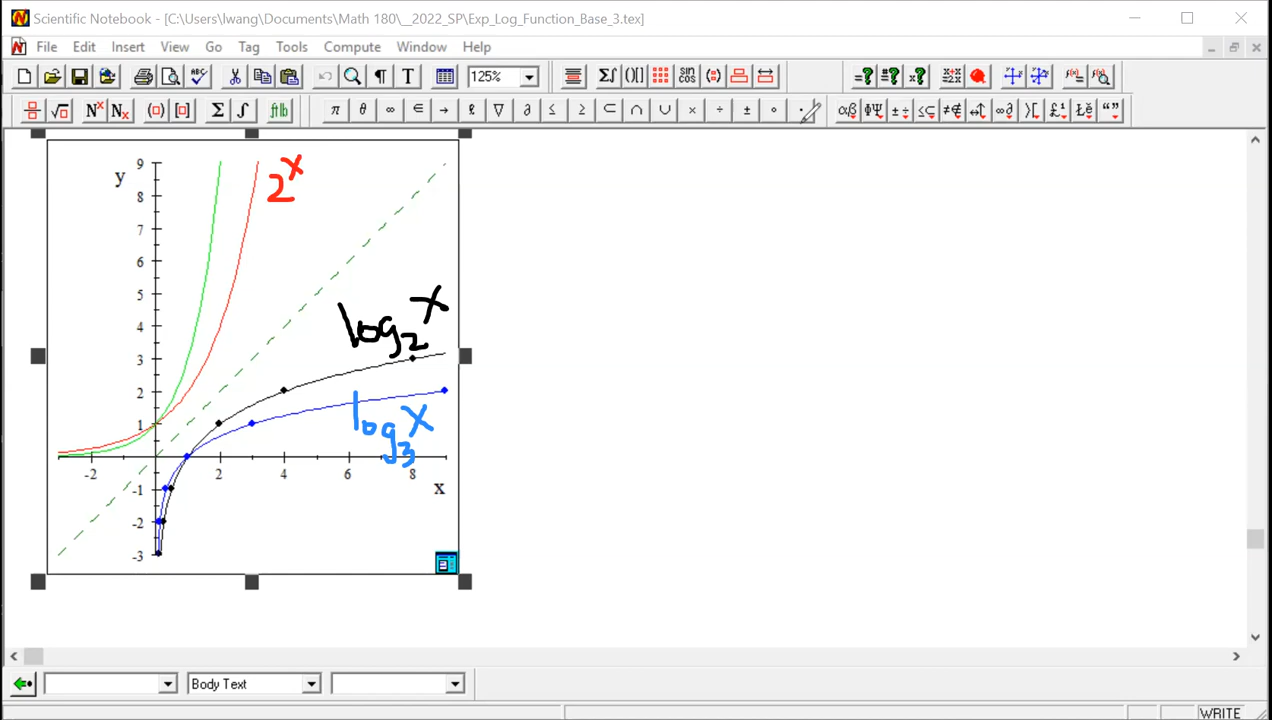 Scientific Notebook - [C:\Users\lwang\Documents\Math 180\__2022_SP\Exp_Log_Function_Base_3.tex]
File Edit Insert View Go Tag Tools Compute Window Help
125%
π θ ∞ ∈ → ℓ ∇ ∂ ≤ ≥ ⊂ ∩ ∪ × ÷ ± ∘
y
9
8
7
6
5
4
3
2
1
-1
-2
-3
-2 2 4 6 8
x
2^x
log_2 x
log_3 x
Body Text
WRITE